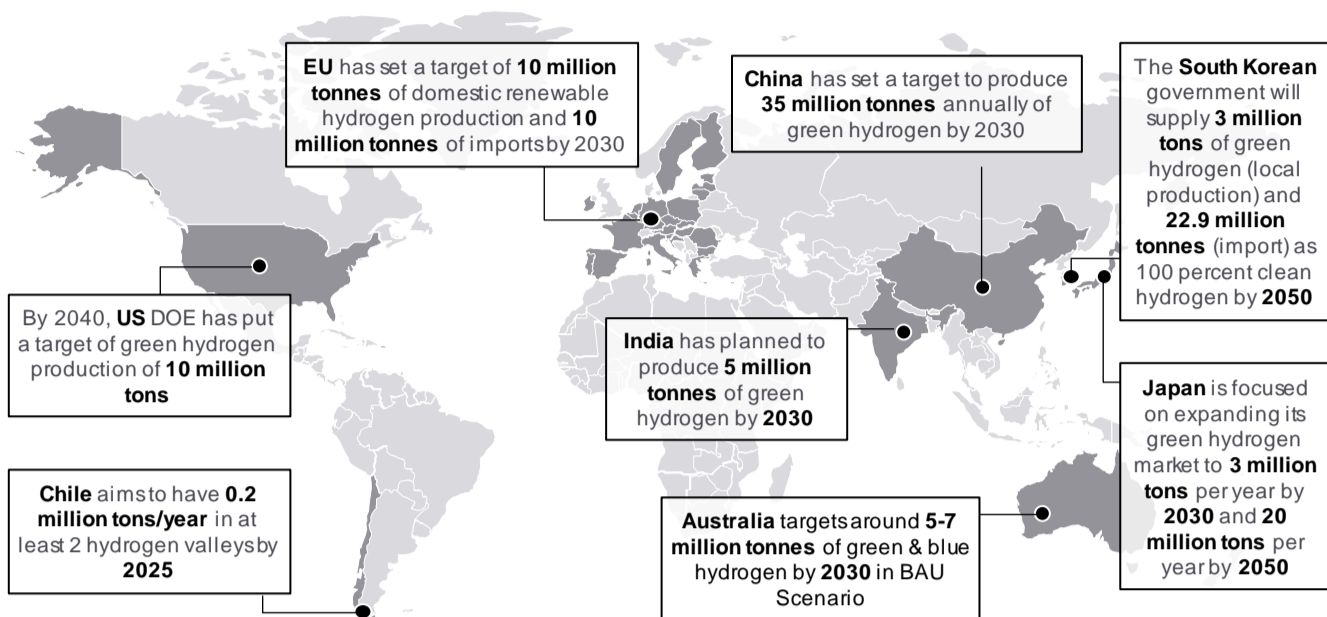 EU has set a target of 10 million
tonnes of domestic renewable
hydrogen production and 10
million tonnes of imports by 2030
China has set a target to produce
35 million tonnes annually of
green hydrogen by 2030
The South Korean
government will
supply 3 million
tons of green
hydrogen (local
production) and
22.9 million
tonnes (import) as
100 percent clean
hydrogen by 2050
By 2040, US DOE has put
a target of green hydrogen
production of 10 million
tons
India has planned to
produce 5 million
tonnes of green
hydrogen by 2030
Japan is focused
on expanding its
green hydrogen
market to 3 million
tons per year by
2030 and 20
million tons per
year by 2050
Chile aims to have 0.2
million tons/year in at
least 2 hydrogen valleys by
2025
Australia targets around 5-7
million tonnes of green & blue
hydrogen by 2030 in BAU
Scenario